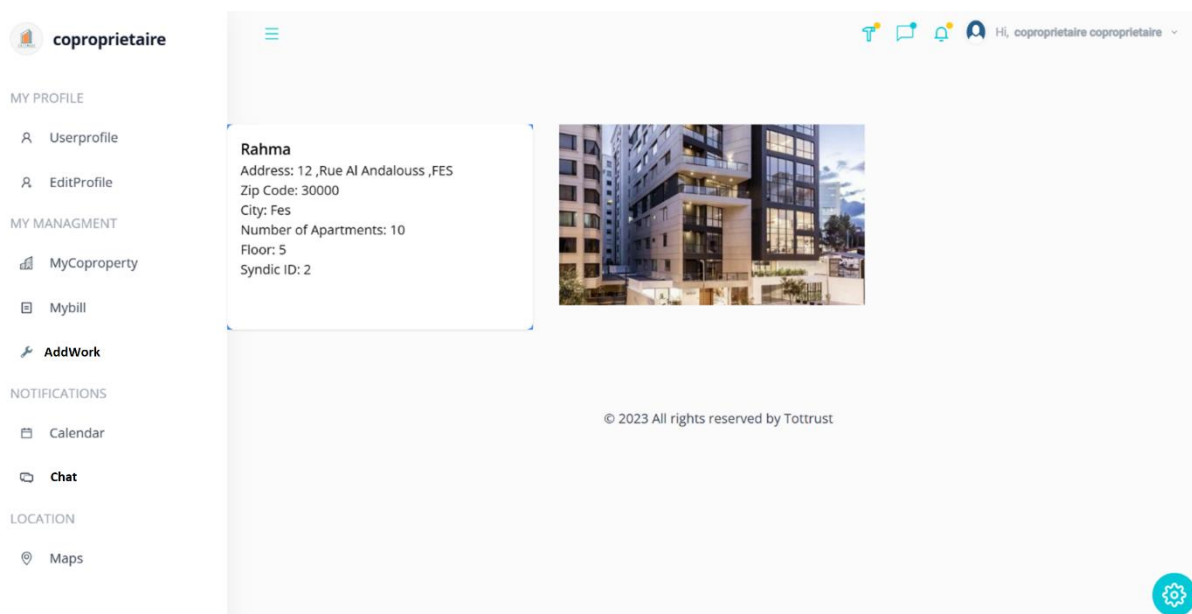 coproprietaire
Hi, coproprietaire coproprietaire
MY PROFILE
Userprofile
EditProfile
MY MANAGMENT
MyCoproperty
Mybill
AddWork
NOTIFICATIONS
Calendar
Chat
LOCATION
Maps
Rahma
Address: 12 ,Rue Al Andalouss ,FES
Zip Code: 30000
City: Fes
Number of Apartments: 10
Floor: 5
Syndic ID: 2
© 2023 All rights reserved by Tottrust